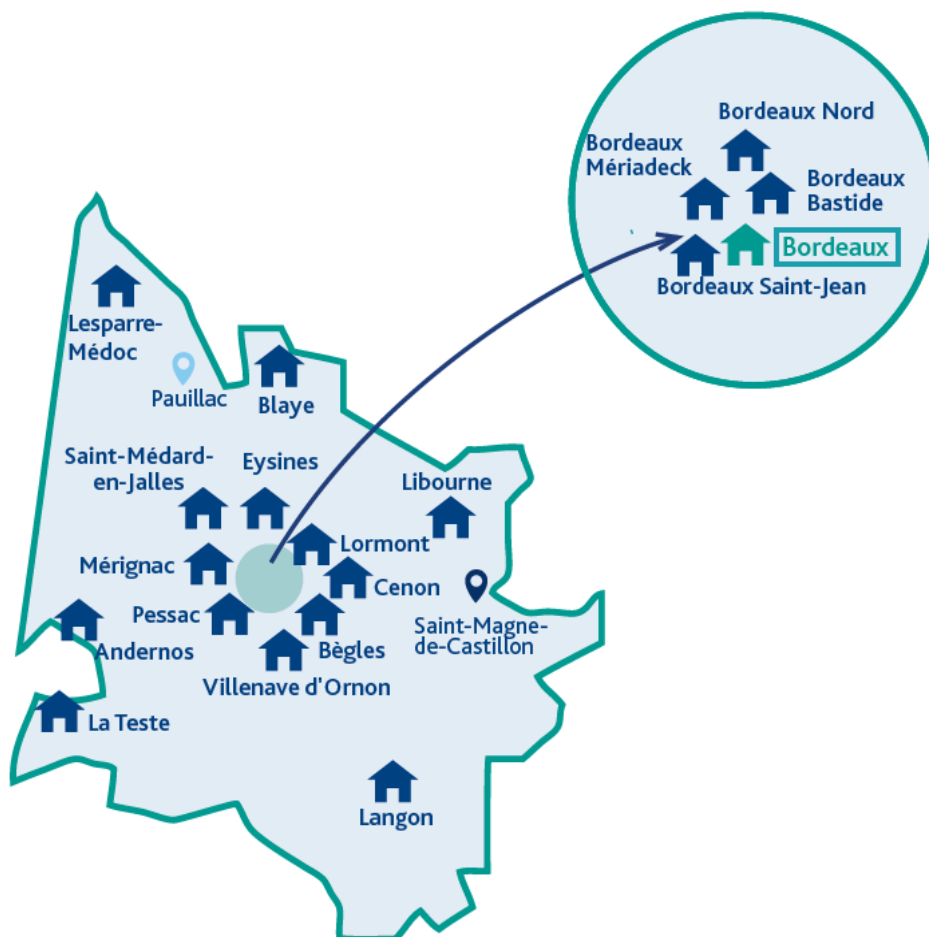 Bordeaux Nord
Bordeaux
Mériadeck
Bordeaux
Bastide
Bordeaux
Bordeaux Saint-Jean
Lesparre-
Médoc
Pauillac
Blaye
Saint-Médard-
en-Jalles
Eysines
Libourne
Lormont
Mérignac
Cenon
Pessac
Saint-Magne-
de-Castillon
Andernos
Bègles
Villenave d'Ornon
La Teste
Langon